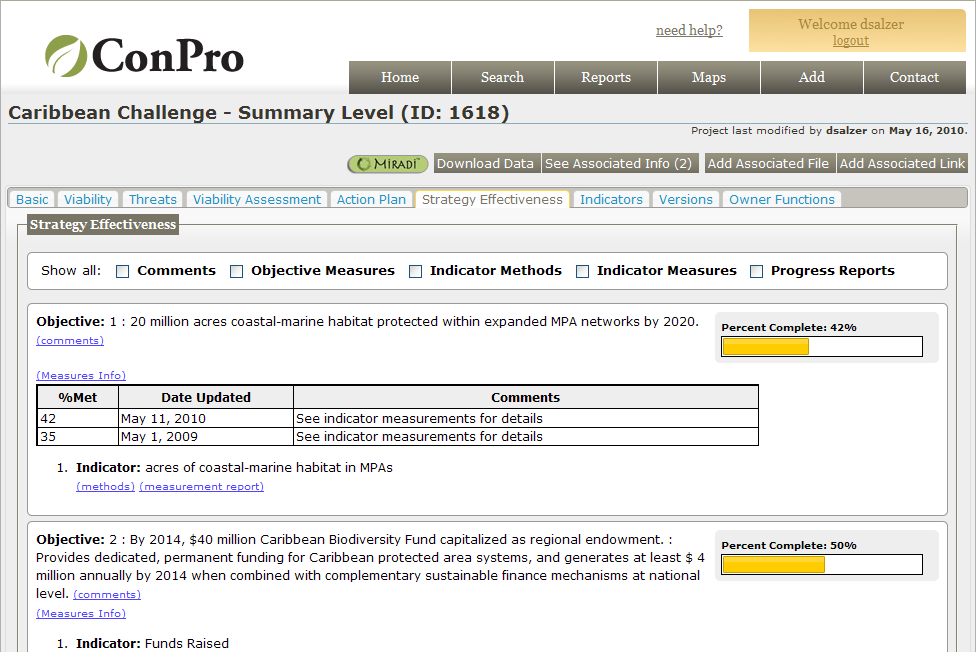 need help?
Welcome dsalzer
logout
ConPro
Home Search Reports Maps Add Contact
Caribbean Challenge - Summary Level (ID: 1618)
Project last modified by dsalzer on May 16, 2010.
MIRADI™ Download Data See Associated Info (2) Add Associated File Add Associated Link
Basic Viability Threats Viability Assessment Action Plan Strategy Effectiveness Indicators Versions Owner Functions
Strategy Effectiveness
Show all: Comments Objective Measures Indicator Methods Indicator Measures Progress Reports
Objective: 1 : 20 million acres coastal-marine habitat protected within expanded MPA networks by 2020.
(comments)
Percent Complete: 42%
(Measures Info)
%Met Date Updated Comments
42 May 11, 2010 See indicator measurements for details
35 May 1, 2009 See indicator measurements for details
1. Indicator: acres of coastal-marine habitat in MPAs
(methods) (measurement report)
Objective: 2 : By 2014, $40 million Caribbean Biodiversity Fund capitalized as regional endowment. :
Provides dedicated, permanent funding for Caribbean protected area systems, and generates at least $ 4
million annually by 2014 when combined with complementary sustainable finance mechanisms at national
level. (comments)
Percent Complete: 50%
(Measures Info)
1. Indicator: Funds Raised